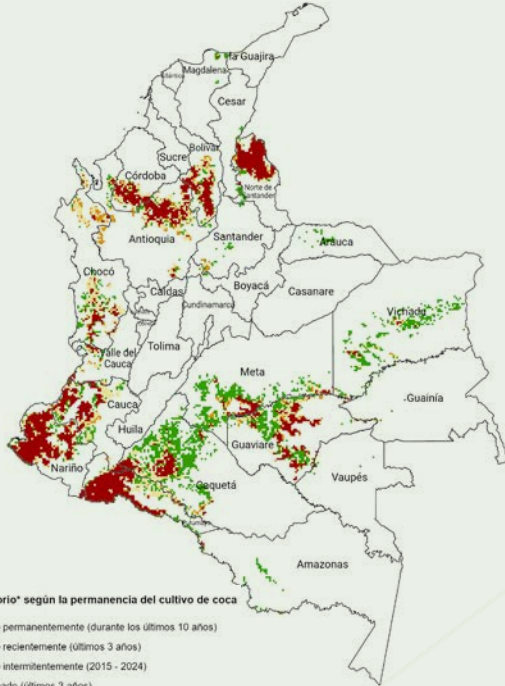 la Guajira
Magdalena
Cesar
Bolívar
Sucre
Córdoba
Norte de
Santander
Antioquia
Santander
Arauca
Chocó
Caldas
Boyacá
Casanare
Cundinamarca
Vichada
Tolima
Valle del
Cauca
Meta
Guainía
Cauca
Huila
Guaviare
Nariño
Caquetá
Vaupés
Putumayo
Amazonas
orio* según la permanencia del cultivo de coca
permanentemente (durante los últimos 10 años)
recientemente (últimos 3 años)
intermitentemente (2015 - 2024)